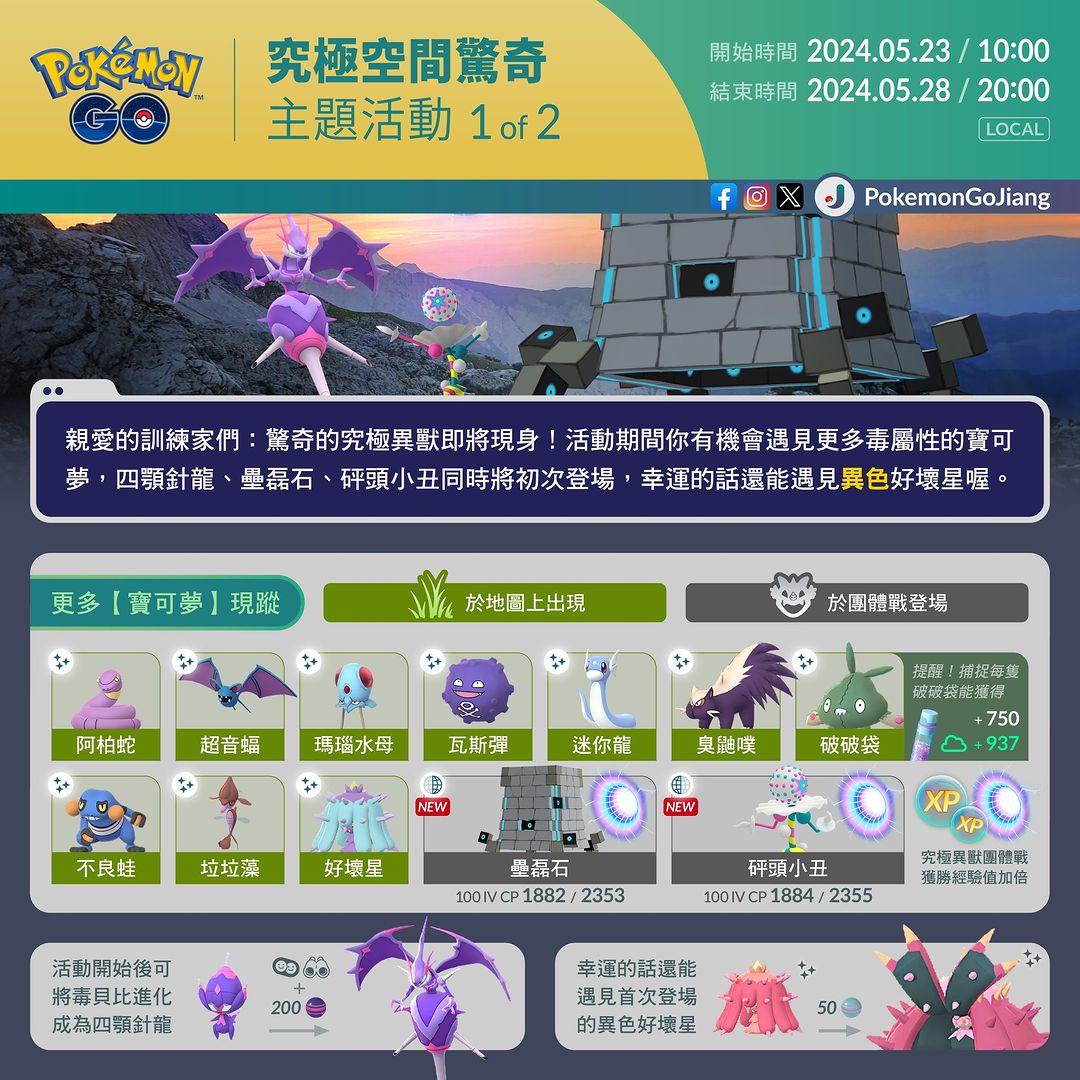 POKÉMON
GO
TM
究極空間驚奇
主題活動 1 of 2
開始時間 2024.05.23 / 10:00
結束時間 2024.05.28 / 20:00
LOCAL
PokemonGoJiang
親愛的訓練家們：驚奇的究極異獸即將現身！活動期間你有機會遇見更多毒屬性的寶可
夢，四顎針龍、壘磊石、砰頭小丑同時將初次登場，幸運的話還能遇見異色好壞星喔。
更多【寶可夢】現蹤
於地圖上出現
於團體戰登場
阿柏蛇
超音蝠
瑪瑙水母
瓦斯彈
迷你龍
臭鼬噗
破破袋
提醒！捕捉每隻
破破袋能獲得
+750
+937
不良蛙
垃垃藻
好壞星
NEW
壘磊石
100 IV CP 1882 / 2353
NEW
砰頭小丑
100 IV CP 1884 / 2355
XP
XP
究極異獸團體戰
獲勝經驗值加倍
活動開始後可
將毒貝比進化
成為四顎針龍
+
200
幸運的話還能
遇見首次登場
的異色好壞星
50